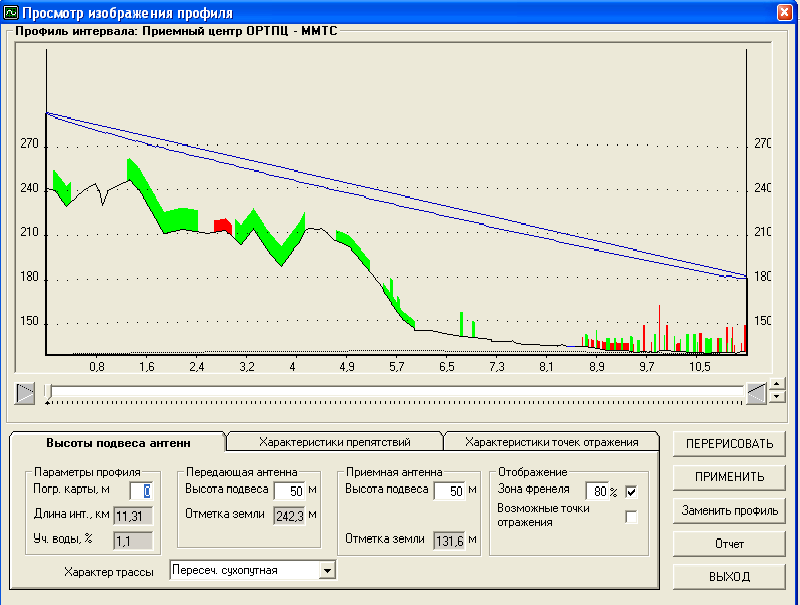 Просмотр изображения профиля
Профиль интервала: Приемный центр ОРТПЦ - ММТС
270 270
240 240
210 210
180 180
150 150
0,8 1,6 2,4 3,2 4 4,9 5,7 6,5 7,3 8,1 8,9 9,7 10,5
Высоты подвеса антенн Характеристики препятствий Характеристики точек отражения
ПЕРЕРИСОВАТЬ
ПРИМЕНИТЬ
Заменить профиль
Отчет
ВЫХОД
Параметры профиля
Погр. карты, м 0
Длина инт., км 11,31
Уч. воды, % 1,1
Передающая антенна
Высота подвеса 50 м
Отметка земли 242,3 м
Приемная антенна
Высота подвеса 50 м
Отметка земли 131,6 м
Отображение
Зона френеля 80 %
Возможные точки
отражения
Характер трассы Пересеч. сухопутная